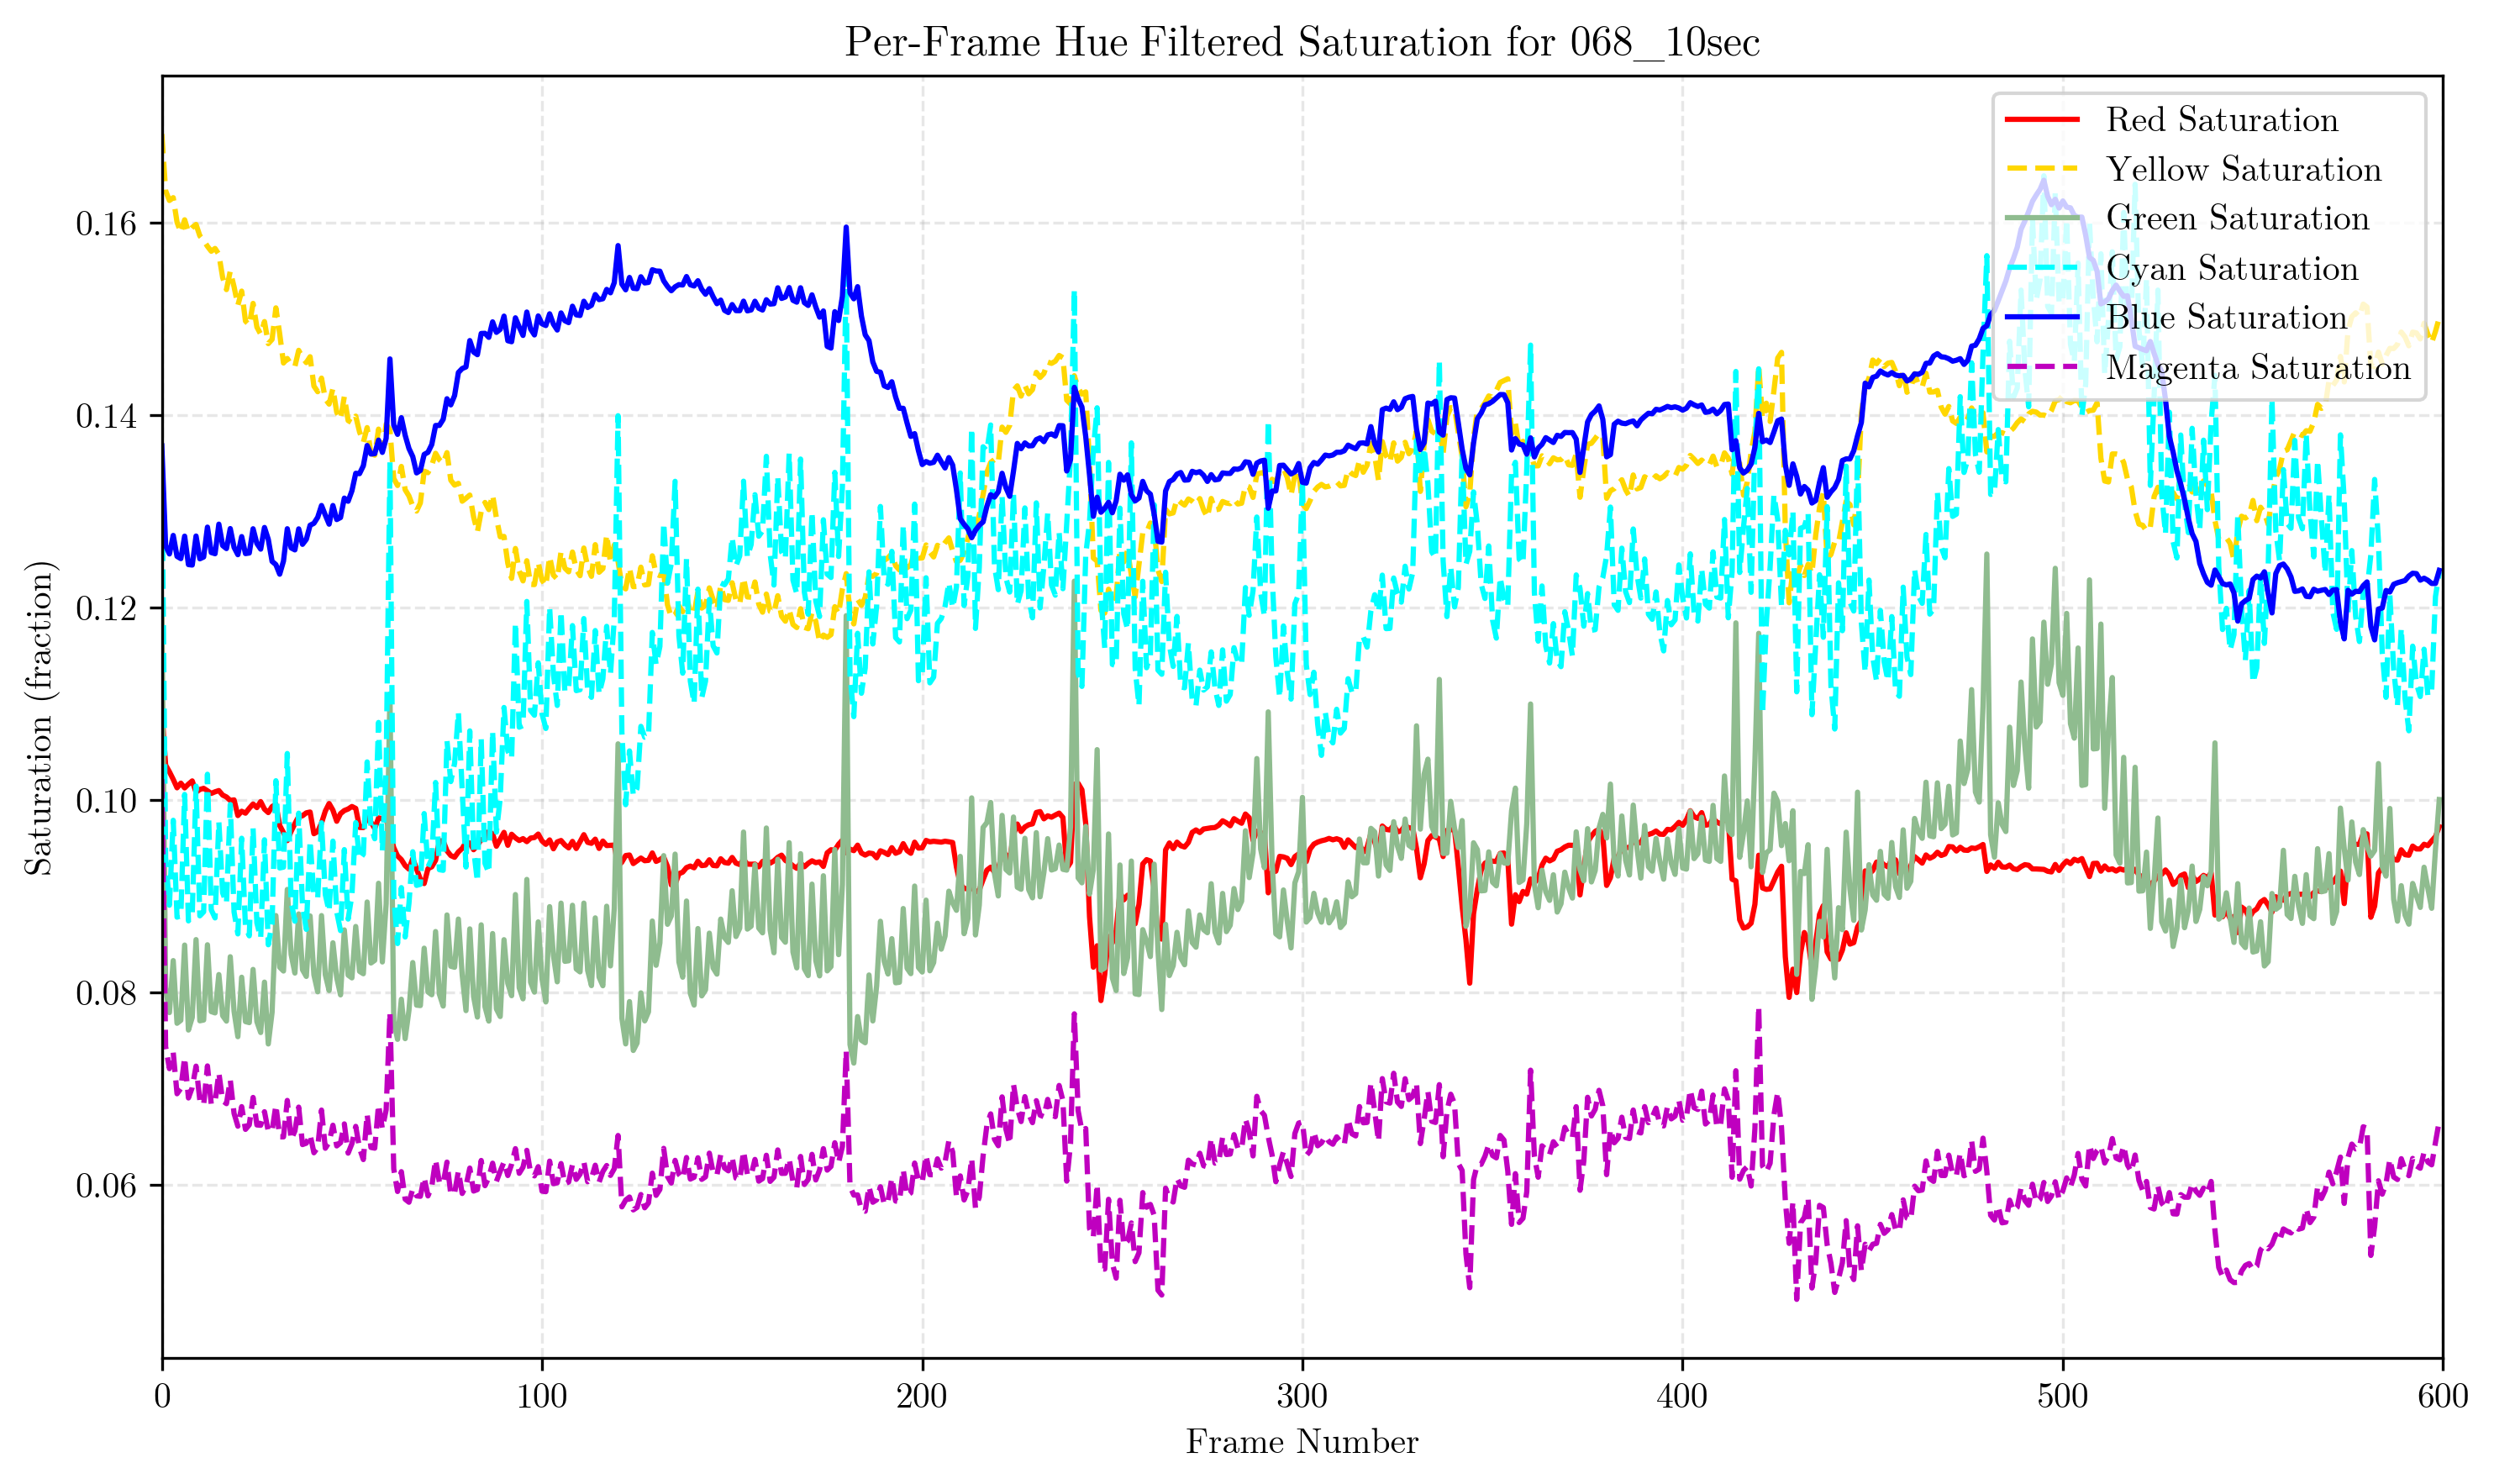 Per-Frame Hue Filtered Saturation for 068_10sec
Red Saturation
Yellow Saturation
Green Saturation
Cyan Saturation
Blue Saturation
Magenta Saturation
Saturation (fraction)
0.16
0.14
0.12
0.10
0.08
0.06
0 100 200 300 400 500 600
Frame Number